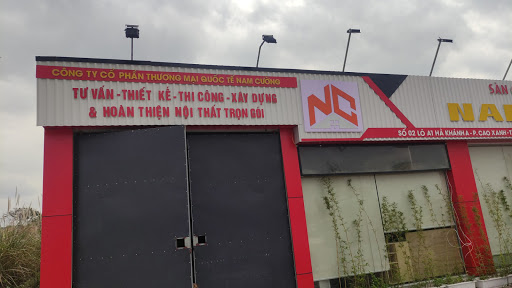 CÔNG TY CỔ PHẦN THƯƠNG MẠI QUỐC TẾ NAM CƯỜNG
TƯ VẤN - THIẾT KẾ - THI CÔNG - XÂY DỰNG
& HOÀN THIỆN NỘI THẤT TRỌN GÓI
NC
SÀN
SỐ 02 LÔ A1 HÀ KHÁNH A - P. CAO XANH -